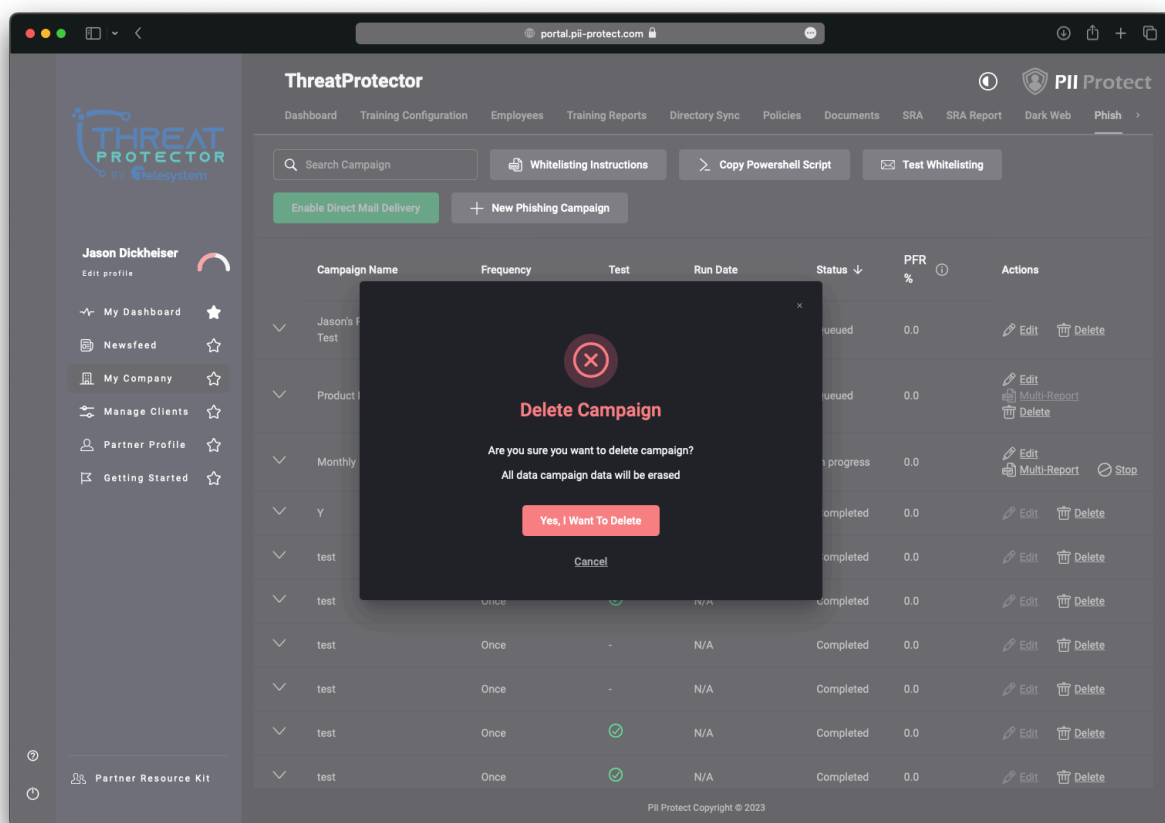 portal.pii-protect.com
ThreatProtector
PII Protect
Dashboard Training Configuration Employees Training Reports Directory Sync Policies Documents SRA SRA Report Dark Web Phish
THREAT
PROTECTOR
BY Telesystem
Search Campaign
Whitelisting Instructions
Copy Powershell Script
Test Whitelisting
Enable Direct Mail Delivery
New Phishing Campaign
Jason Dickheiser
Edit profile
My Dashboard
Newsfeed
My Company
Manage Clients
Partner Profile
Getting Started
Partner Resource Kit
Campaign Name Frequency Test Run Date Status PFR % Actions
Jason's
Test
0.0 Edit Delete
Product
0.0 Edit
Multi-Report
Delete
Monthly progress 0.0 Edit
Multi-Report Stop
Y 0.0 Edit Delete
test 0.0 Edit Delete
test Once N/A Completed 0.0 Edit Delete
test Once - N/A Completed 0.0 Edit Delete
test Once - N/A Completed 0.0 Edit Delete
test Once N/A Completed 0.0 Edit Delete
test Once N/A Completed 0.0 Edit Delete
Delete Campaign
Are you sure you want to delete campaign?
All data campaign data will be erased
Yes, I Want To Delete
Cancel
PII Protect Copyright © 2023